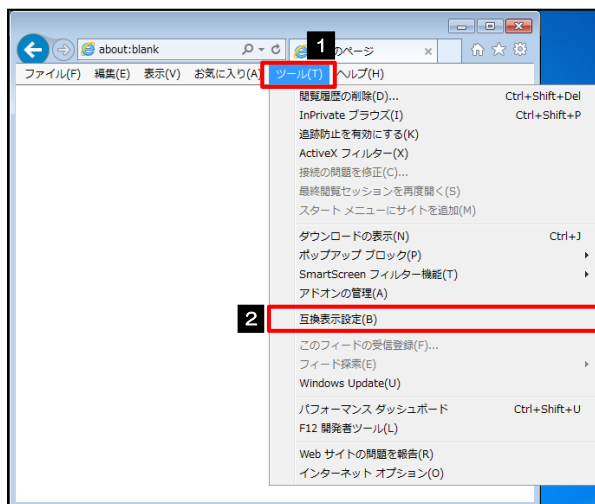 about:blank
1
のページ
ファイル(F) 編集(E) 表示(V) お気に入り(A) ツール(T) ヘルプ(H)
閲覧履歴の削除(D)... Ctrl+Shift+Del
InPrivate ブラウズ(I) Ctrl+Shift+P
追跡防止を有効にする(K)
ActiveX フィルター(X)
接続の問題を修正(C)...
最終閲覧セッションを再度開く(S)
スタート メニューにサイトを追加(M)
ダウンロードの表示(N) Ctrl+J
ポップアップ ブロック(P)
SmartScreen フィルター機能(T)
アドオンの管理(A)
2
互換表示設定(B)
このフィードの受信登録(F)...
フィード探索(E)
Windows Update(U)
パフォーマンス ダッシュボード Ctrl+Shift+U
F12 開発者ツール(L)
Web サイトの問題を報告(R)
インターネット オプション(O)